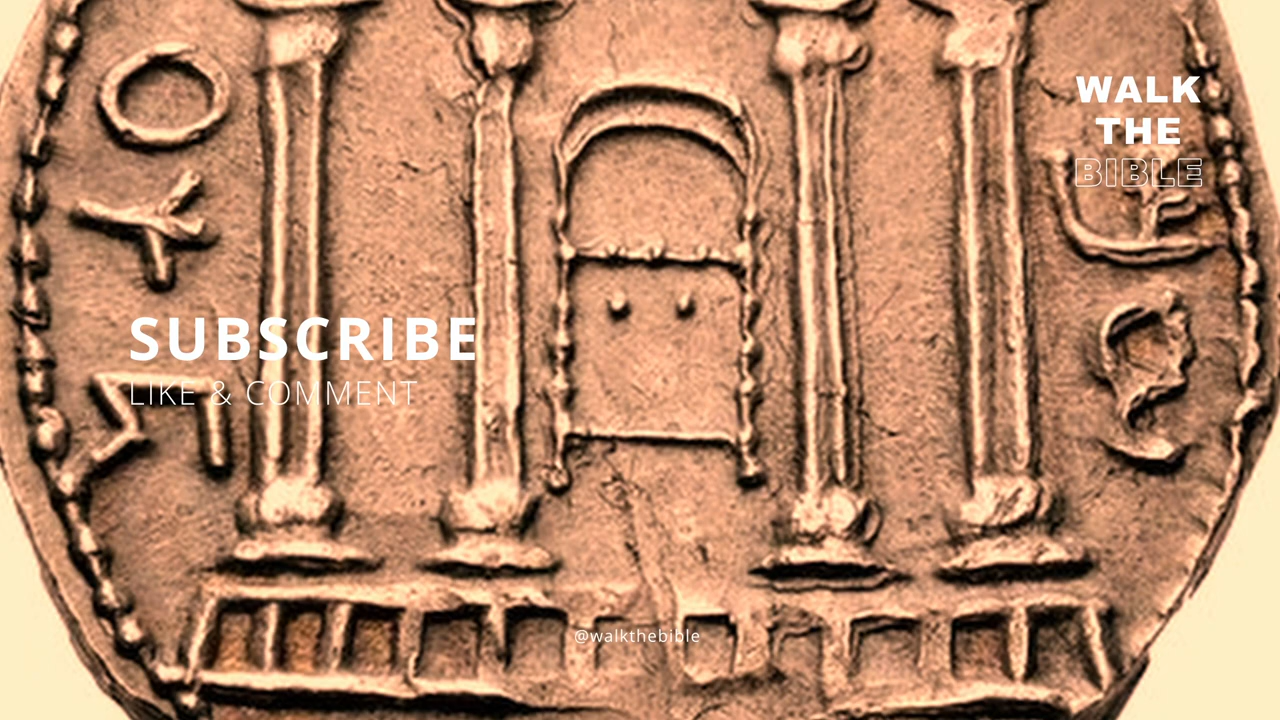 WALK
THE
BIBLE
SUBSCRIBE
LIKE & COMMENT
@walkthebible